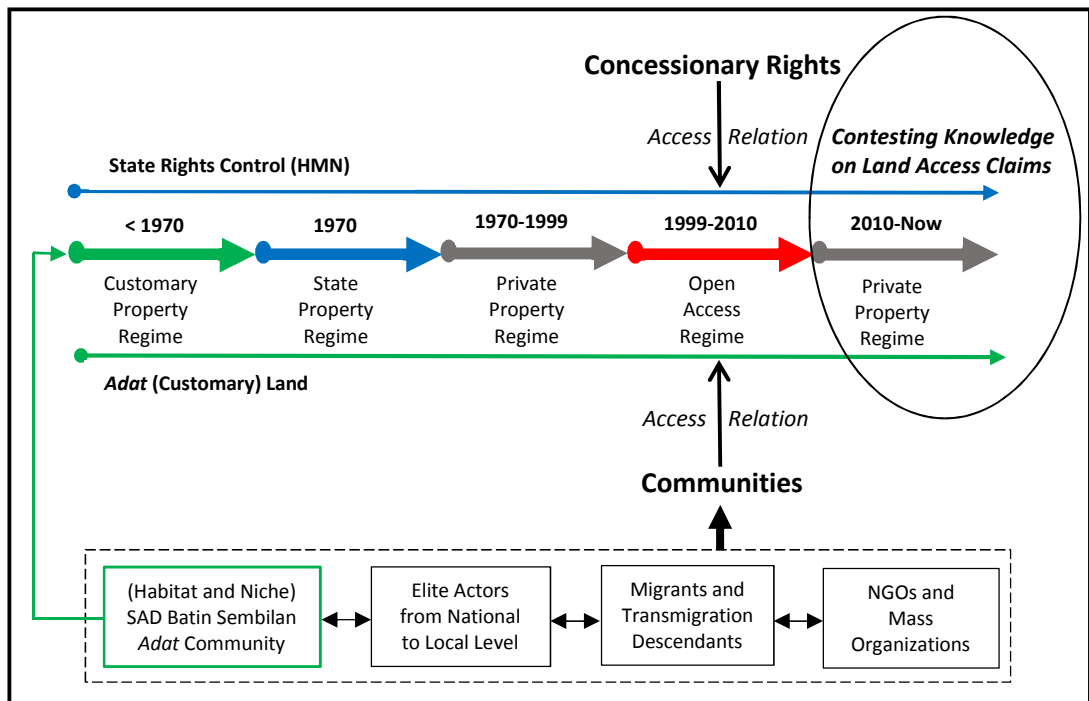 Concessionary Rights
Access Relation
Contesting Knowledge
on Land Access Claims
State Rights Control (HMN)
< 1970
1970
1970-1999
1999-2010
2010-Now
Customary
Property
Regime
State
Property
Regime
Private
Property
Regime
Open
Access
Regime
Private
Property
Regime
Adat (Customary) Land
Access Relation
Communities
(Habitat and Niche)
SAD Batin Sembilan
Adat Community
Elite Actors
from National
to Local Level
Migrants and
Transmigration
Descendants
NGOs and
Mass
Organizations